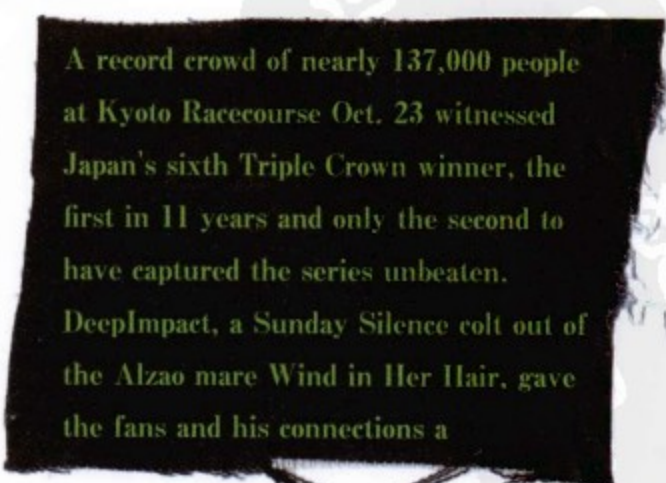 A record crowd of nearly 137,000 people
at Kyoto Racecourse Oct. 23 witnessed
Japan's sixth Triple Crown winner, the
first in 11 years and only the second to
have captured the series unbeaten.
DeepImpact, a Sunday Silence colt out of
the Alzao mare Wind in Her Hair, gave
the fans and his connections a